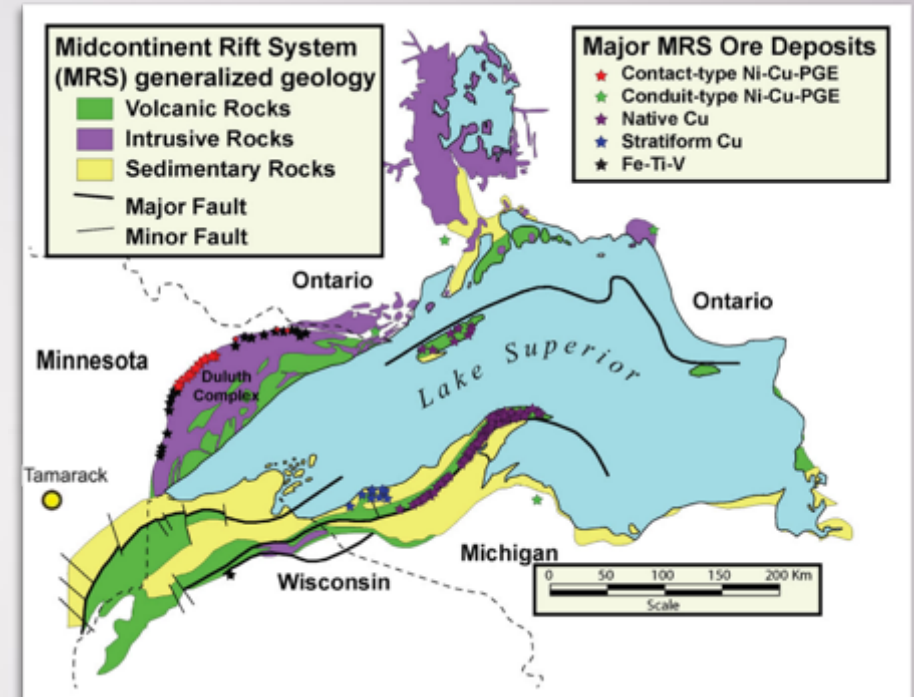 Midcontinent Rift System
(MRS) generalized geology
Volcanic Rocks
Intrusive Rocks
Sedimentary Rocks
Major Fault
Minor Fault
Major MRS Ore Deposits
Contact-type Ni-Cu-PGE
Conduit-type Ni-Cu-PGE
Native Cu
Stratiform Cu
Fe-Ti-V
Ontario
Ontario
Minnesota
Duluth
Complex
Lake Superior
Tamarack
Michigan
Wisconsin
0 50 100 150 200 Km
Scale